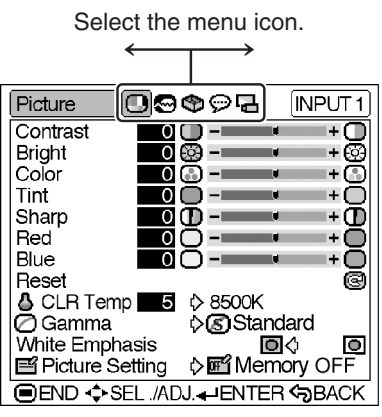 Select the menu icon.
Picture INPUT 1
Contrast 0 - +
Bright 0 - +
Color 0 - +
Tint 0 - +
Sharp 0 - +
Red 0 - +
Blue 0 - +
Reset
CLR Temp 5 8500K
Gamma S Standard
White Emphasis
Picture Setting OFF Memory OFF
END SEL ./ADJ. ENTER BACK